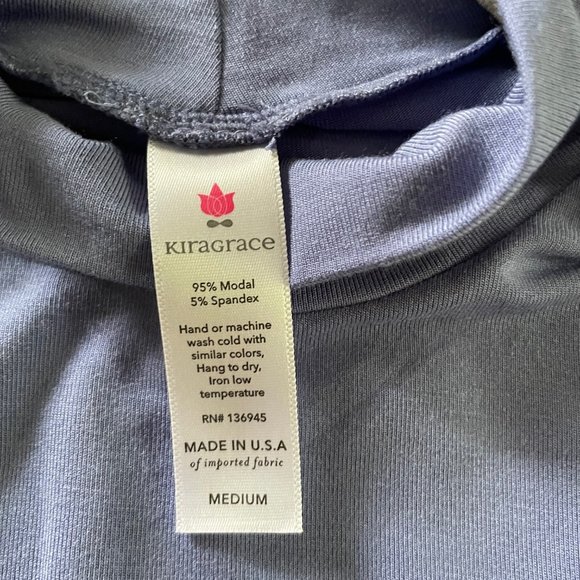 KIRAGRACE
95% Modal
5% Spandex
Hand or machine
wash cold with
similar colors,
Hang to dry,
Iron low
temperature
RN# 136945
MADE IN U.S.A
of imported fabric
MEDIUM